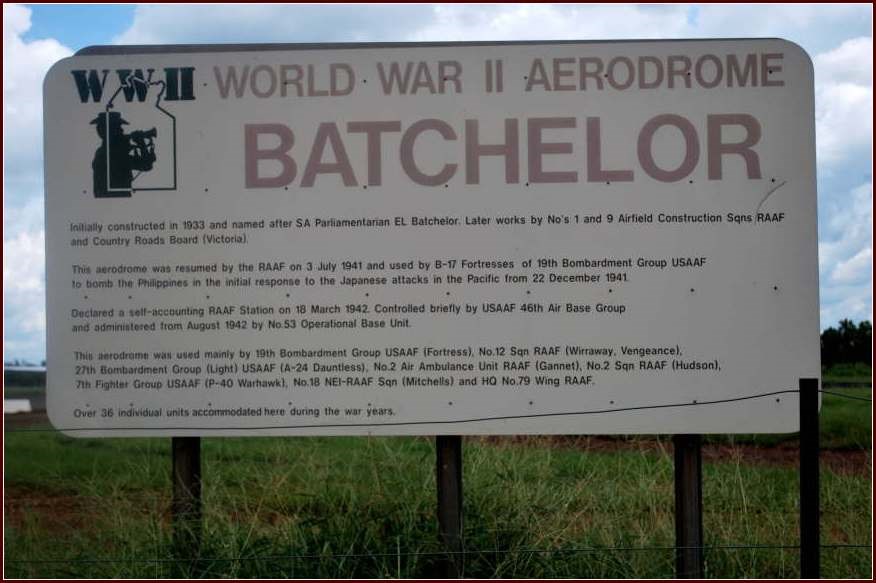 WWII WORLD WAR II AERODROME
BATCHELOR
Initially constructed in 1933 and named after SA Parliamentarian EL Batchelor. Later works by No's 1 and 9 Airfield Construction Sqns RAAF
and Country Roads Board (Victoria).
This aerodrome was resumed by the RAAF on 3 July 1941 and used by B-17 Fortresses of 19th Bombardment Group USAAF
to bomb the Philippines in the initial response to the Japanese attacks in the Pacific from 22 December 1941.
Declared a self-accounting RAAF Station on 18 March 1942. Controlled briefly by USAAF 46th Air Base Group
and administered from August 1942 by No.53 Operational Base Unit.
This aerodrome was used mainly by 19th Bombardment Group USAAF (Fortress), No.12 Sqn RAAF (Wirraway, Vengeance),
27th Bombardment Group (Light) USAAF (A-24 Dauntless), No.2 Air Ambulance Unit RAAF (Gannet), No.2 Sqn RAAF (Hudson),
7th Fighter Group USAAF (P-40 Warhawk), No.18 NEI-RAAF Sqn (Mitchells) and HQ No.79 Wing RAAF.
Over 36 individual units accommodated here during the war years.